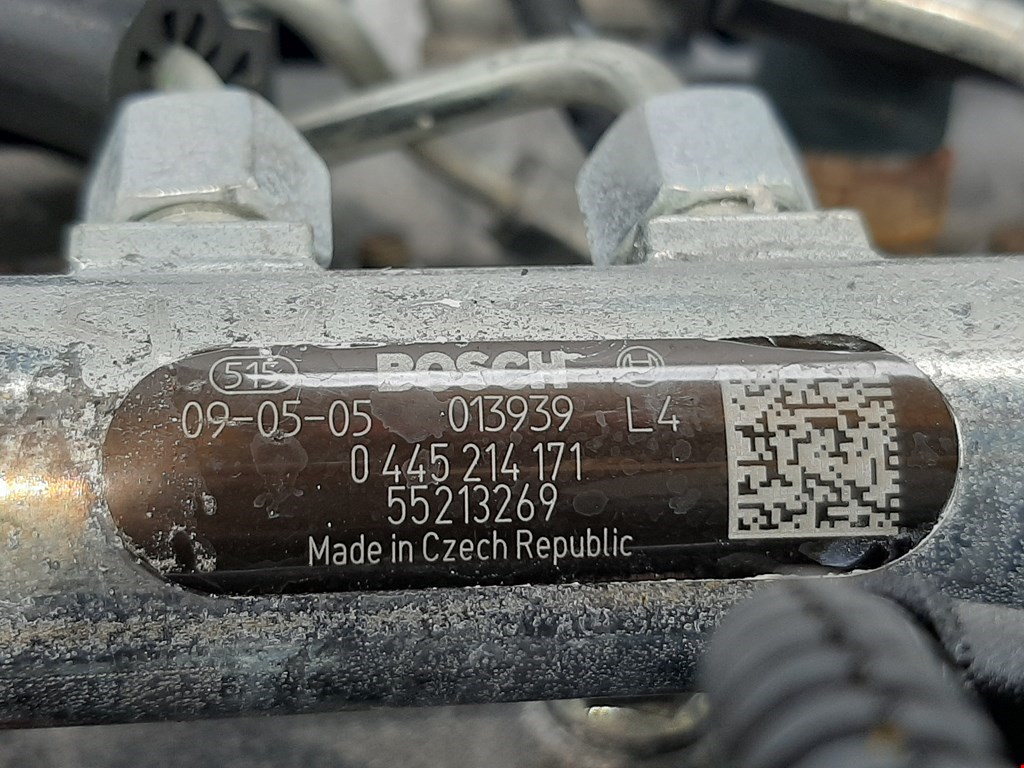 515 BOSCH
09-05-05 013939 L4
0 445 214 171
55213269
Made in Czech Republic